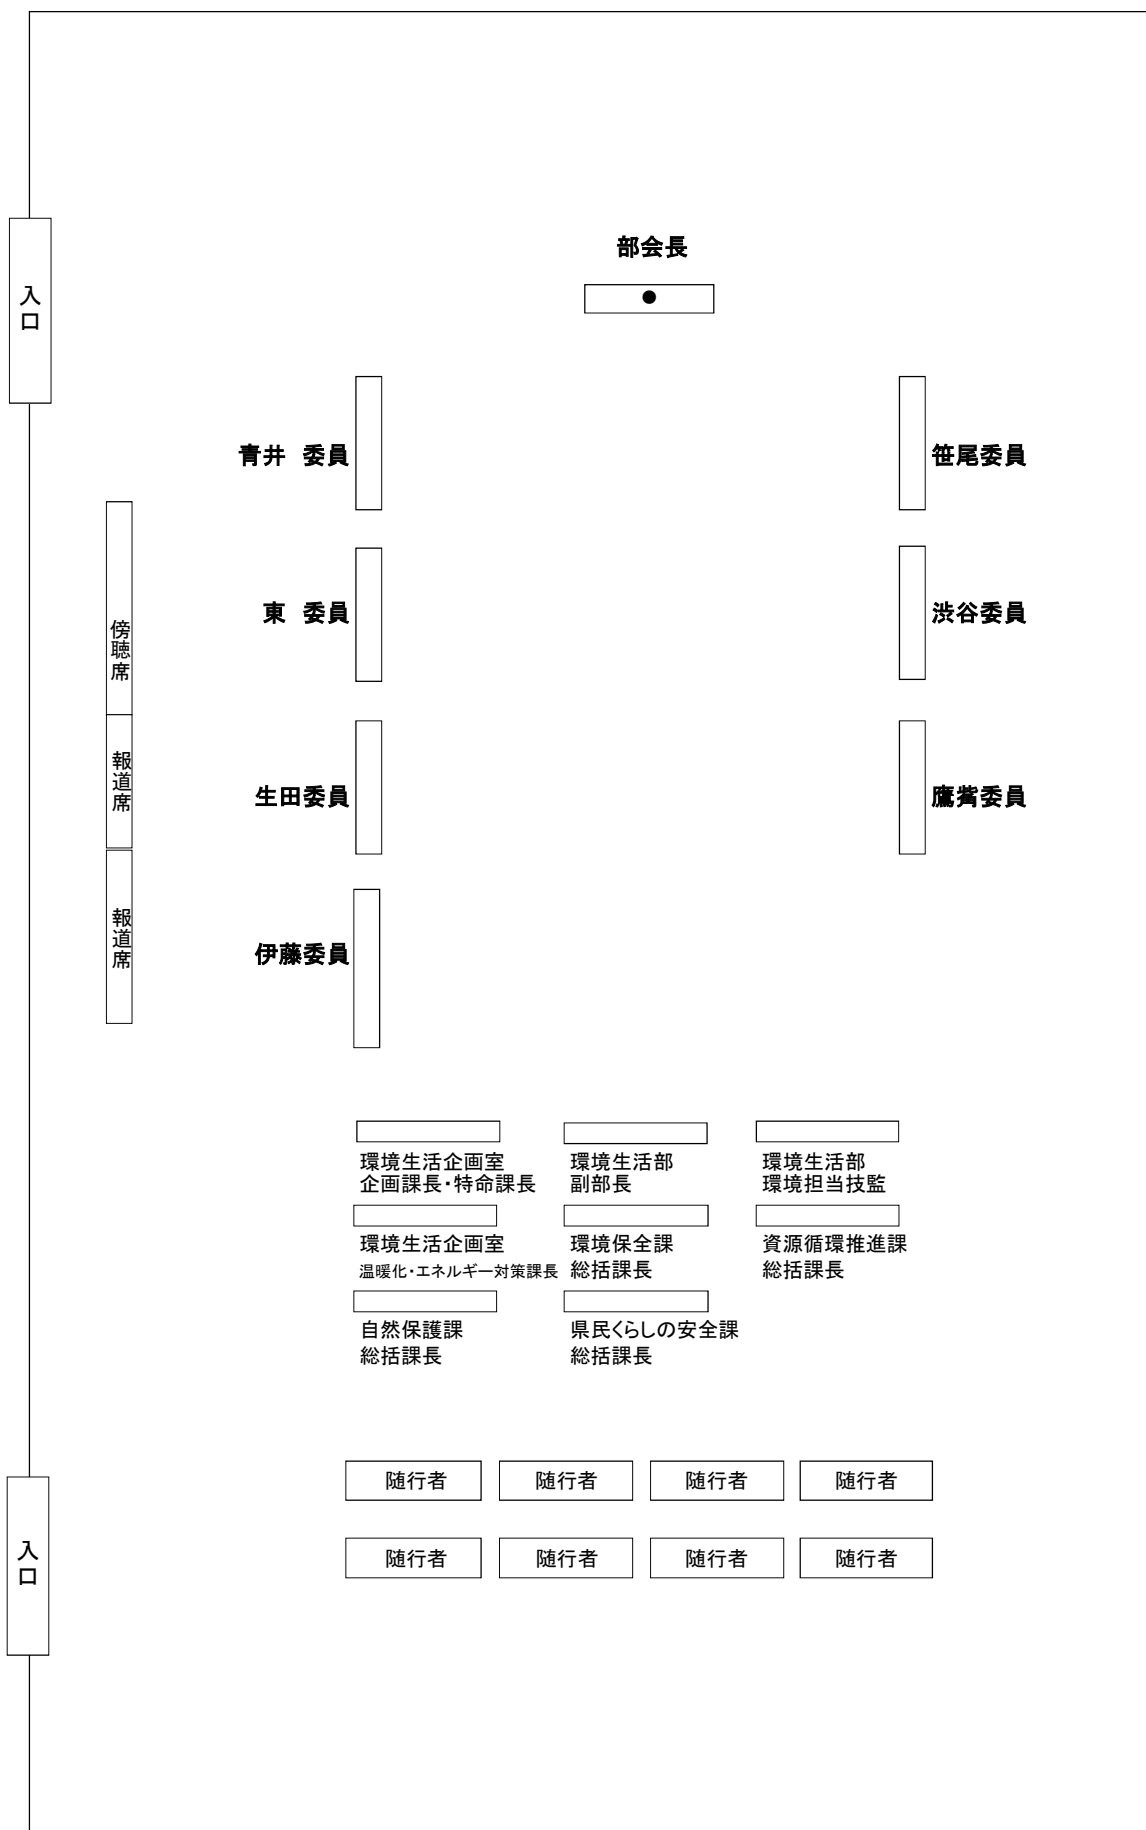 部会長
入口
青井 委員
笹尾委員
東 委員
渋谷委員
傍聴席
報道席
生田委員
鷹觜委員
報道席
伊藤委員
環境生活企画室
企画課長・特命課長
環境生活部
副部長
環境生活部
環境担当技監
環境生活企画室
温暖化・エネルギー対策課長
環境保全課
総括課長
資源循環推進課
総括課長
自然保護課
総括課長
県民くらしの安全課
総括課長
随行者 随行者 随行者 随行者
入口
随行者 随行者 随行者 随行者